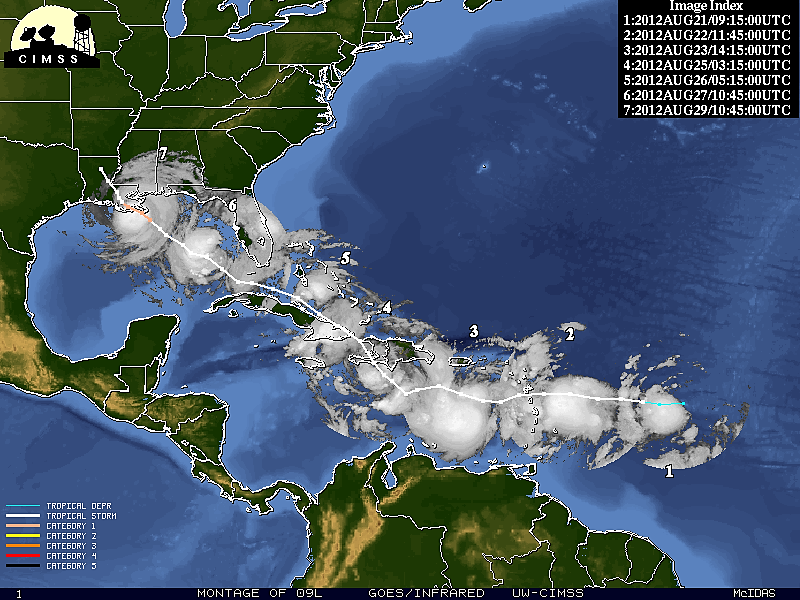 Image Index
1:2012AUG21/09:15:00UTC
2:2012AUG22/11:45:00UTC
3:2012AUG23/14:15:00UTC
4:2012AUG25/03:15:00UTC
5:2012AUG26/05:15:00UTC
6:2012AUG27/10:45:00UTC
7:2012AUG29/10:45:00UTC
CIMSS
7
6
5
4
3
2
1
TROPICAL DEPR
TROPICAL STORM
CATEGORY 1
CATEGORY 2
CATEGORY 3
CATEGORY 4
CATEGORY 5
1 MONTAGE OF 09L GOES/INFRARED UW-CIMSS McIDAS